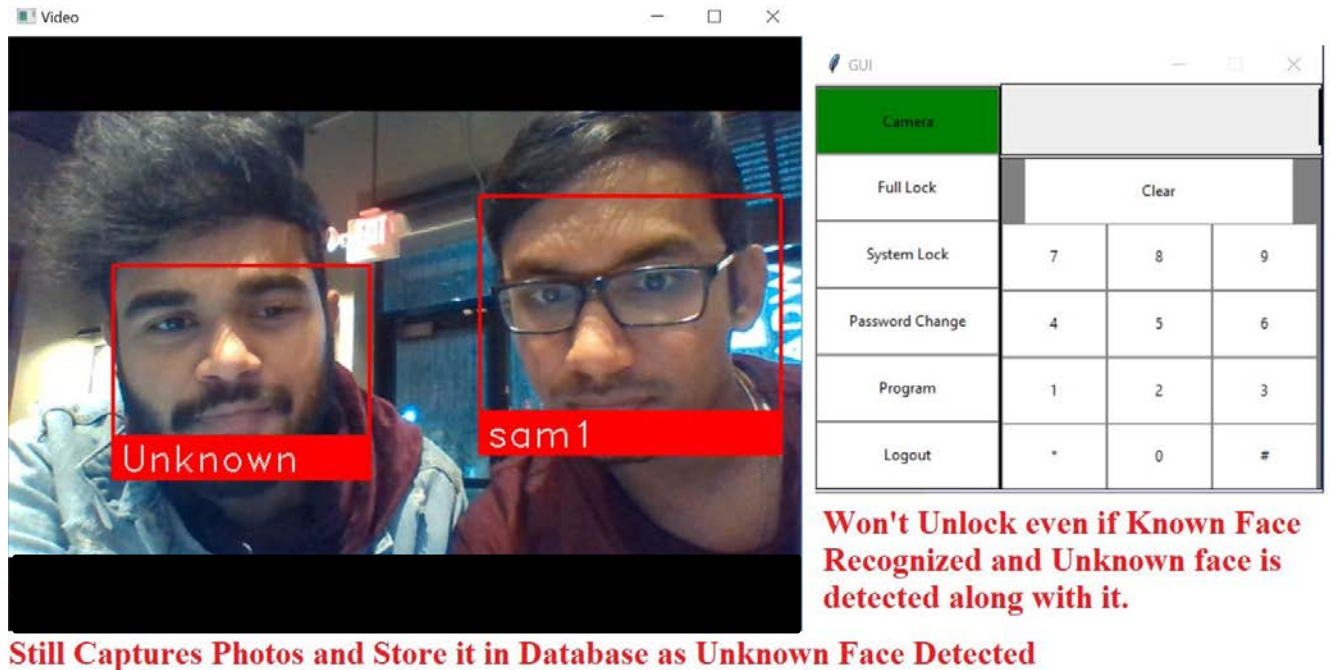 Video
GUI
EXIT
Unknown
sam1
Camera
Full Lock
System Lock
Password Change
Program
Logout
Clear
7 8 9
4 5 6
1 2 3
* 0 #
Won't Unlock even if Known Face
Recognized and Unknown face is
detected along with it.
Still Captures Photos and Store it in Database as Unknown Face Detected